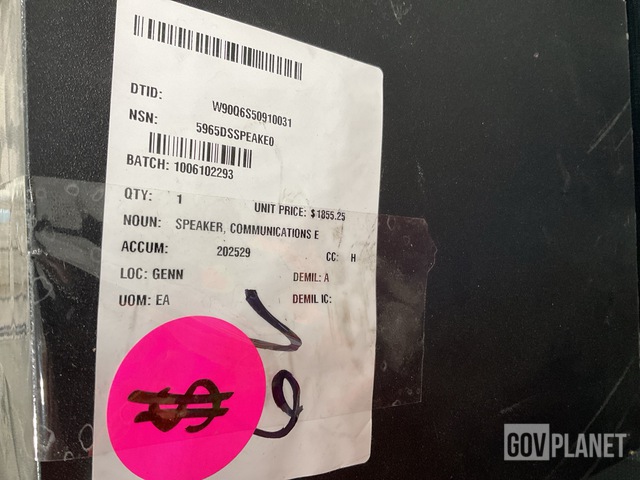 DTID: W90Q6S50910031
NSN: 5965DSSPEAKE0
BATCH: 1006102293
QTY: 1 UNIT PRICE: $1855.25
NOUN: SPEAKER, COMMUNICATIONS E
ACCUM: 202529 CC: H
LOC: GENN DEMIL: A
UOM: EA DEMIL IC:
$
GOVPLANET